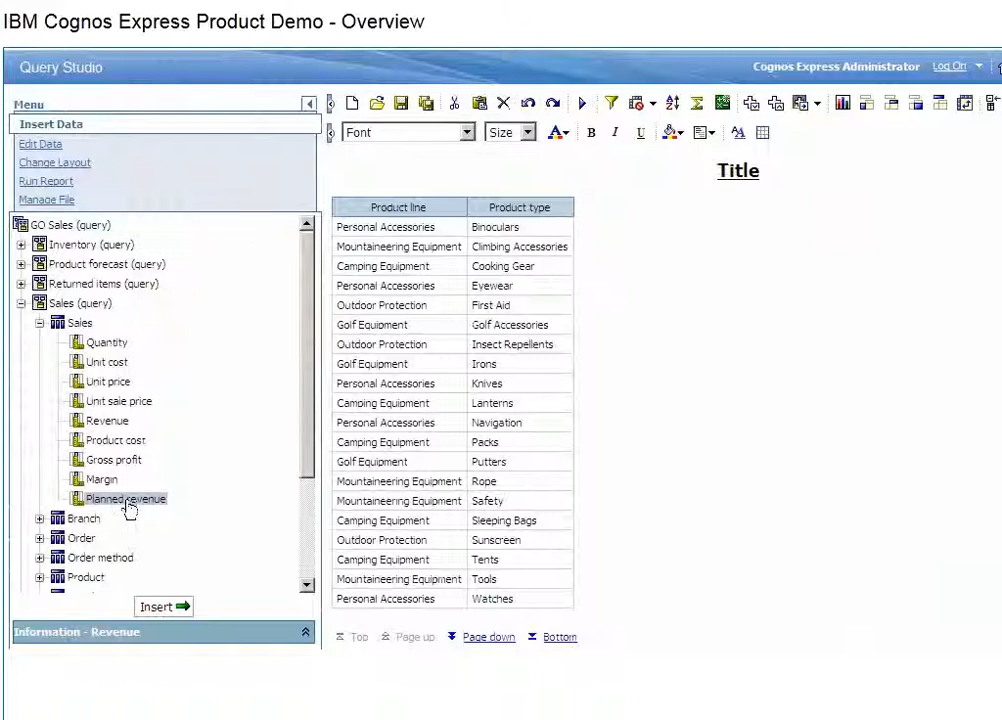 IBM Cognos Express Product Demo - Overview
Query Studio
Cognos Express Administrator Log On
Menu
Insert Data
Edit Data
Change Layout
Run Report
Manage File
GO Sales (query)
Inventory (query)
Product forecast (query)
Returned items (query)
Sales (query)
Sales
Quantity
Unit cost
Unit price
Unit sale price
Revenue
Product cost
Gross profit
Margin
Planned revenue
Branch
Order
Order method
Product
Insert
Information - Revenue
Font Size A B I U
Title
Product line Product type
Personal Accessories Binoculars
Mountaineering Equipment Climbing Accessories
Camping Equipment Cooking Gear
Personal Accessories Eyewear
Outdoor Protection First Aid
Golf Equipment Golf Accessories
Outdoor Protection Insect Repellents
Golf Equipment Irons
Personal Accessories Knives
Camping Equipment Lanterns
Personal Accessories Navigation
Camping Equipment Packs
Golf Equipment Putters
Mountaineering Equipment Rope
Mountaineering Equipment Safety
Camping Equipment Sleeping Bags
Outdoor Protection Sunscreen
Camping Equipment Tents
Mountaineering Equipment Tools
Personal Accessories Watches
Top Page up Page down Bottom